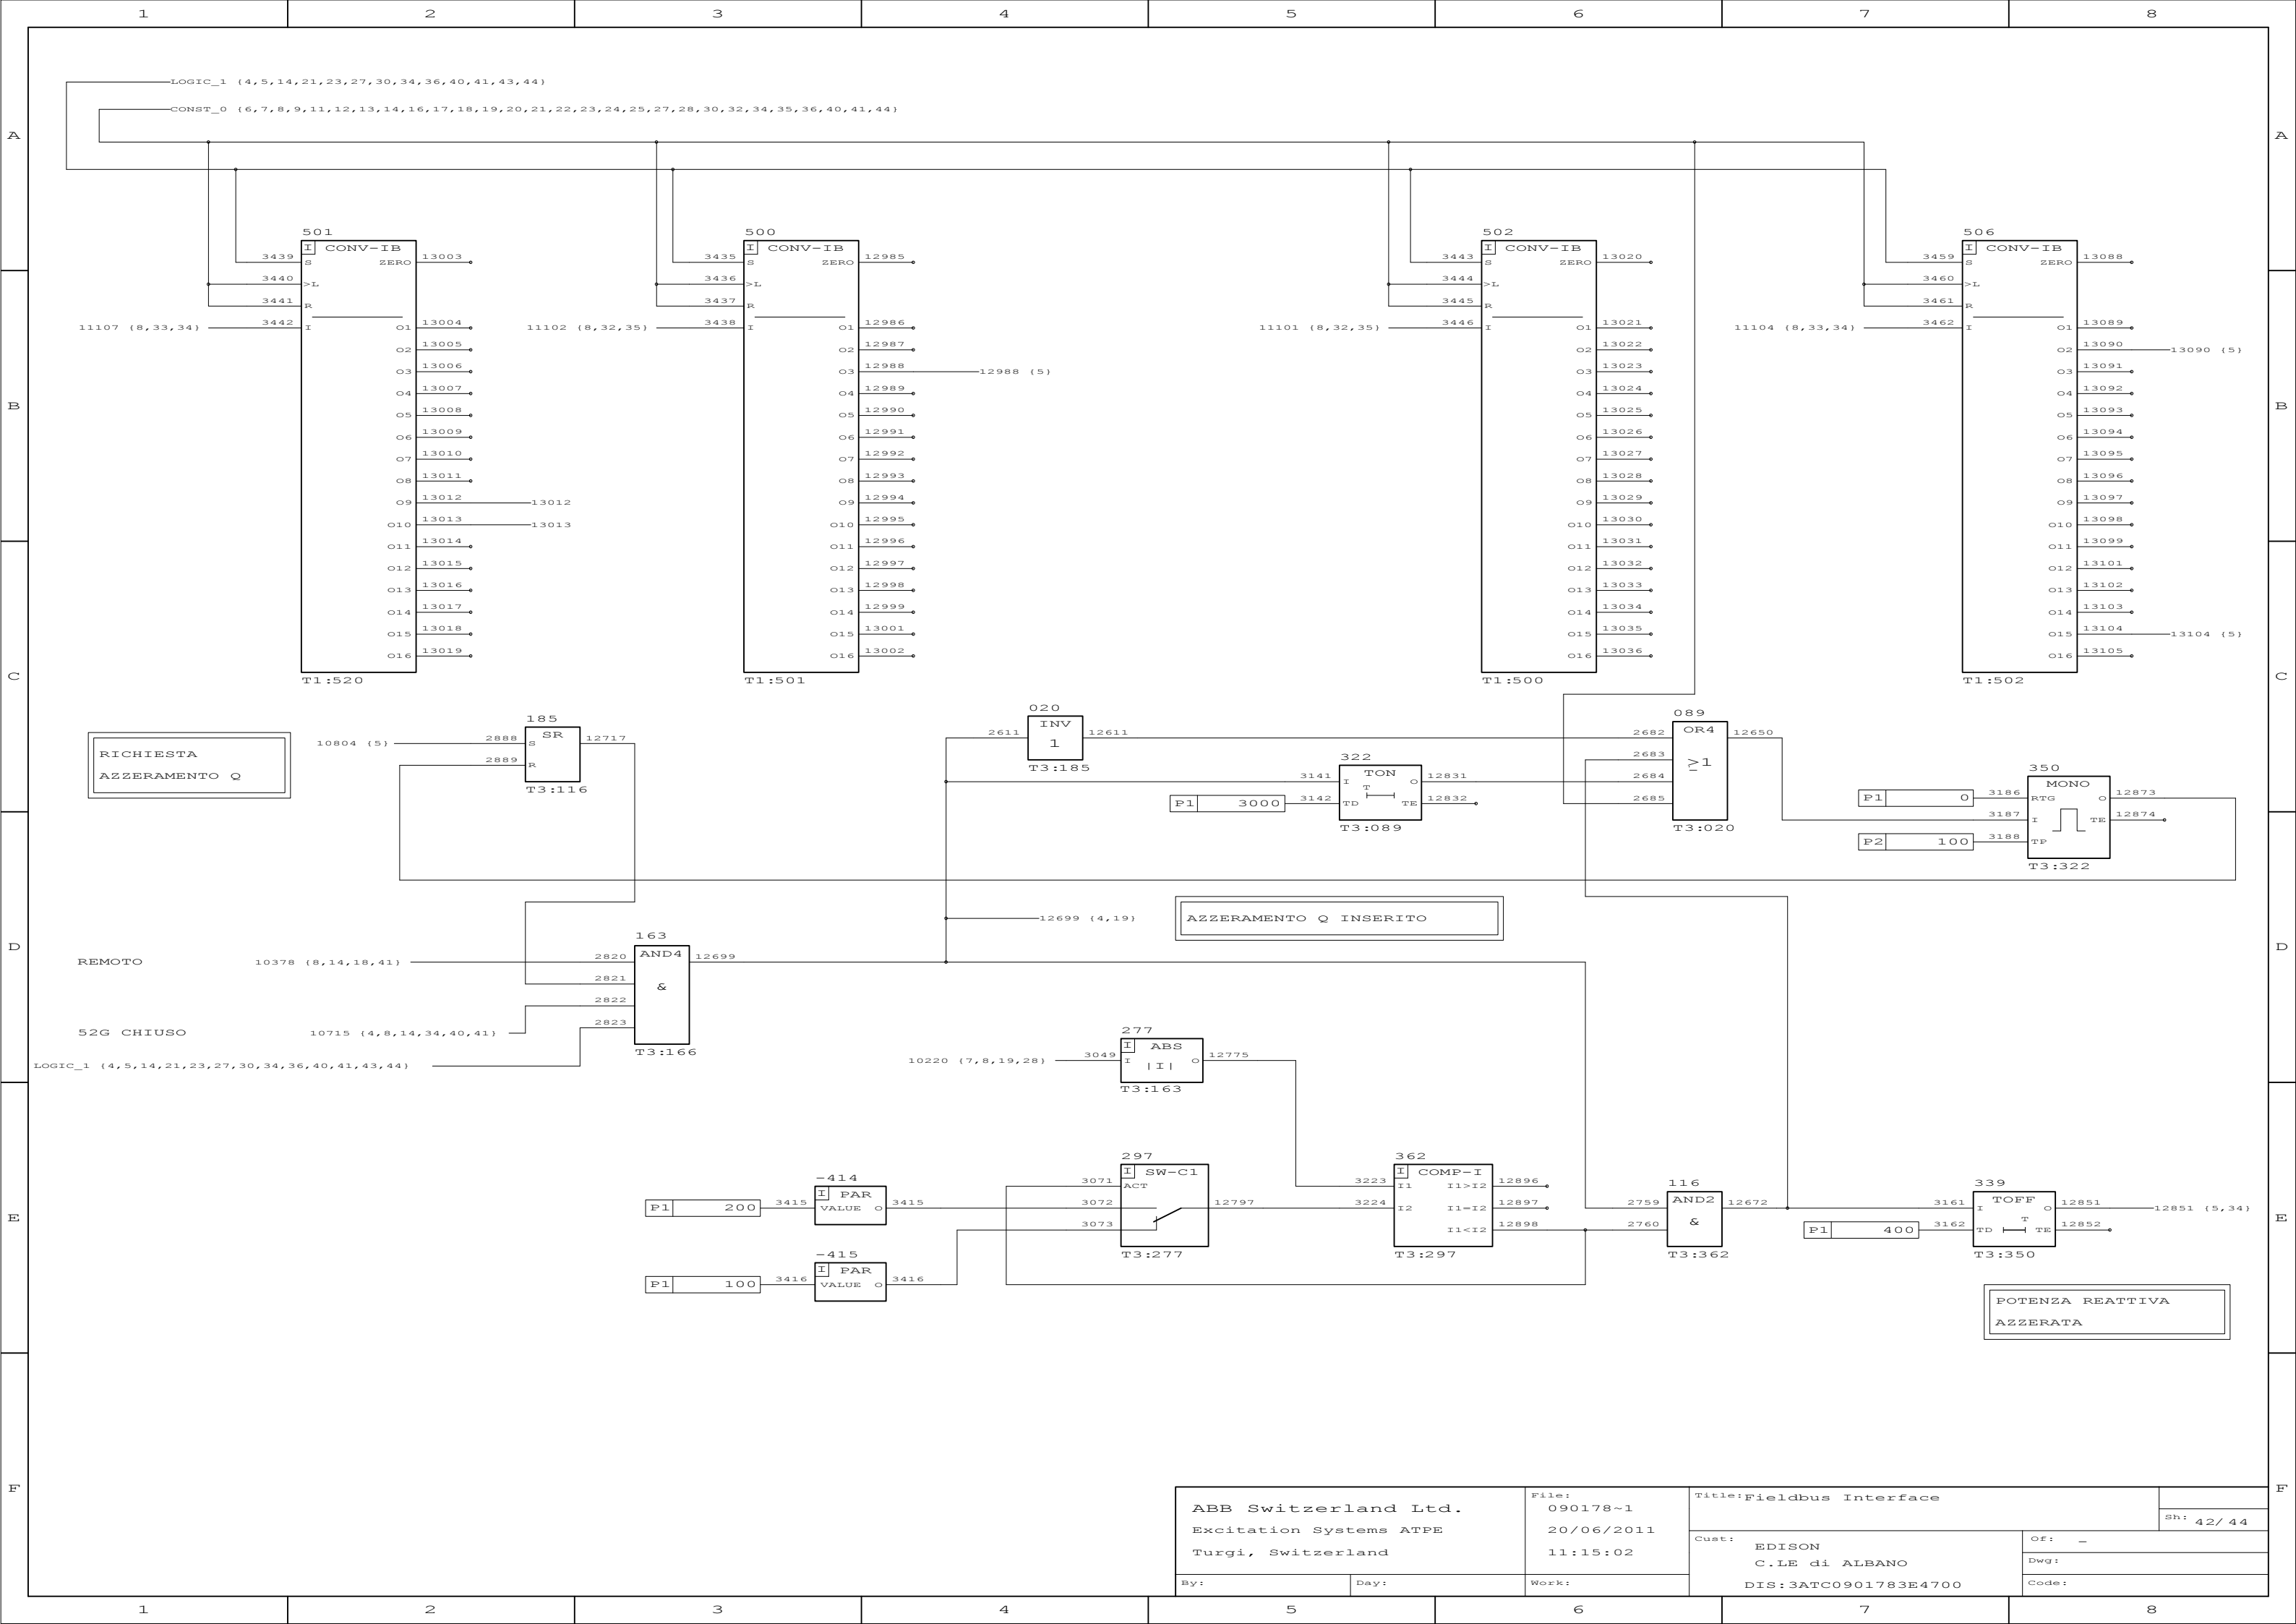 1 2 3 4 5 6 7 8
LOGIC_1 (4,5,14,21,23,27,30,34,36,40,41,43,44)
CONST_0 (6,7,8,9,11,12,13,14,16,17,18,19,20,21,22,23,24,25,27,28,30,32,34,35,36,40,41,44)
A A
501 500 502 506
I CONV-IB I CONV-IB I CONV-IB I CONV-IB
3439 S ZERO 13003 3435 S ZERO 12985 3443 S ZERO 13020 3459 S ZERO 13088
3440 >L 3436 >L 3444 >L 3460 >L
3441 R 3437 R 3445 R 3461 R
11107 (8,33,34) 3442 I O1 13004 11102 (8,32,35) 3438 I O1 12986 11101 (8,32,35) 3446 I O1 13021 11104 (8,33,34) 3462 I O1 13089
O2 13005 O2 12987 O2 13022 O2 13090 13090 (5)
O3 13006 O3 12988 12988 (5) O3 13023 O3 13091
O4 13007 O4 12989 O4 13024 O4 13092
B B
O5 13008 O5 12990 O5 13025 O5 13093
O6 13009 O6 12991 O6 13026 O6 13094
O7 13010 O7 12992 O7 13027 O7 13095
O8 13011 O8 12993 O8 13028 O8 13096
O9 13012 13012 O9 12994 O9 13029 O9 13097
O10 13013 13013 O10 12995 O10 13030 O10 13098
O11 13014 O11 12996 O11 13031 O11 13099
O12 13015 O12 12997 O12 13032 O12 13101
O13 13016 O13 12998 O13 13033 O13 13102
O14 13017 O14 12999 O14 13034 O14 13103
O15 13018 O15 13001 O15 13035 O15 13104 13104 (5)
O16 13019 O16 13002 O16 13036 O16 13105
C C
T1:520 T1:501 T1:500 T1:502
RICHIESTA
AZZERAMENTO Q
185
10804 (5) 2888 S SR 12717
2889 R
T3:116
020
INV
2611 1 12611
T3:185
322
3141 I TON O 12831
T
P1 3000 3142 TD TE 12832
T3:089
089
2682 OR4 12650
2683 ≥1
2684
2685
T3:020
350
MONO
P1 0 3186 RTG O 12873
3187 I TE 12874
P2 100 3188 TP
T3:322
12699 (4,19)
AZZERAMENTO Q INSERITO
D D
163
REMOTO 10378 (8,14,18,41) 2820 AND4 12699
2821 &
2822
52G CHIUSO 10715 (4,8,14,34,40,41) 2823
T3:166
LOGIC_1 (4,5,14,21,23,27,30,34,36,40,41,43,44)
277
I ABS
10220 (7,8,19,28) 3049 I |I| O 12775
T3:163
E E
-414
I PAR
P1 200 3415 VALUE O 3415
-415
I PAR
P1 100 3416 VALUE O 3416
297
I SW-C1
3071 ACT
3072 12797
3073
T3:277
362
I COMP-I
3223 I1 I1>I2 12896
3224 I2 I1=I2 12897
I1<I2 12898
T3:297
116
2759 AND2 12672
2760 &
T3:362
339
TOFF
3161 I O 12851 12851 (5,34)
T
P1 400 3162 TD TE 12852
T3:350
POTENZA REATTIVA
AZZERATA
F F
ABB Switzerland Ltd.
Excitation Systems ATPE
Turgi, Switzerland
By: Day: Work:
File:
090178~1
20/06/2011
11:15:02
Title: Fieldbus Interface
Sh: 42/ 44
Cust:
EDISON
C.LE di ALBANO
DIS:3ATC0901783E4700
Of: _
Dwg:
Code:
1 2 3 4 5 6 7 8